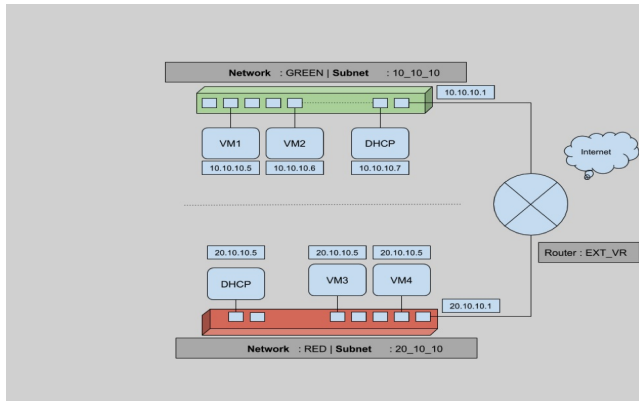 Network : GREEN | Subnet : 10_10_10
10.10.10.1
VM1
VM2
DHCP
10.10.10.5
10.10.10.6
10.10.10.7
Internet
Router : EXT_VR
20.10.10.5
20.10.10.5
20.10.10.5
DHCP
VM3
VM4
20.10.10.1
Network : RED | Subnet : 20_10_10